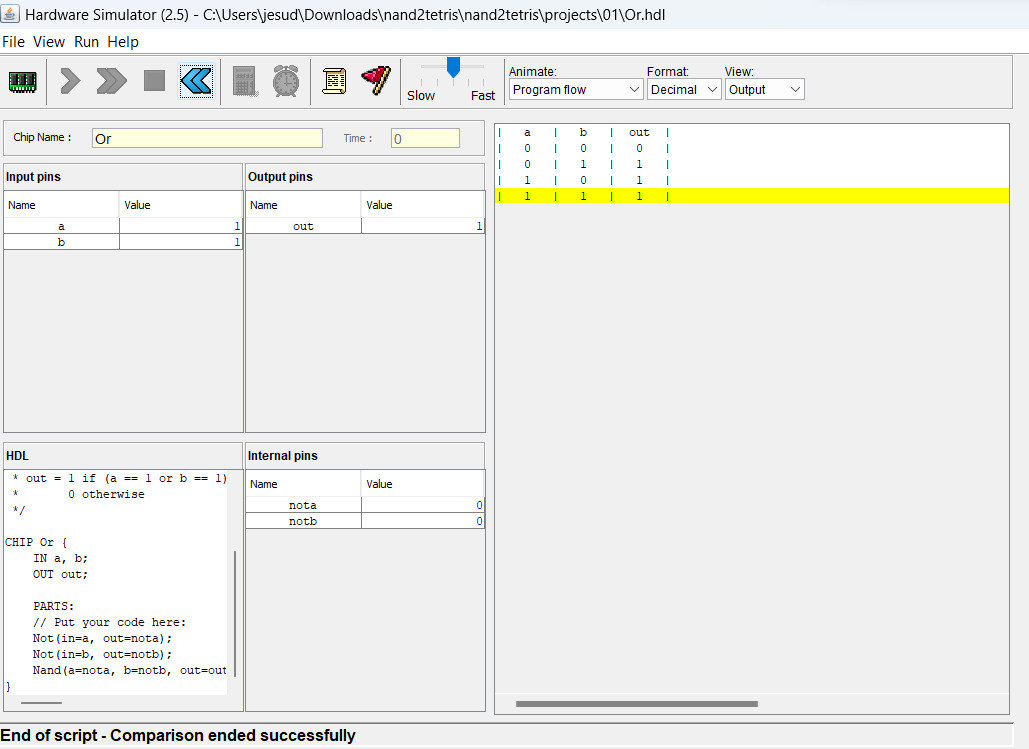 Hardware Simulator (2.5) - C:\Users\jesud\Downloads\nand2tetris\nand2tetris\projects\01\Or.hdl
File View Run Help
Slow Fast
Animate: Format: View:
Program flow Decimal Output
Chip Name : Or Time : 0
Input pins
Name Value
a 1
b 1
Output pins
Name Value
out 1
HDL
* out = 1 if (a == 1 or b == 1)
* 0 otherwise
*/
CHIP Or {
IN a, b;
OUT out;
PARTS:
// Put your code here:
Not(in=a, out=nota);
Not(in=b, out=notb);
Nand(a=nota, b=notb, out=out
}
Internal pins
Name Value
nota 0
notb 0
| a | b | out |
| 0 | 0 | 0 |
| 0 | 1 | 1 |
| 1 | 0 | 1 |
| 1 | 1 | 1 |
End of script - Comparison ended successfully